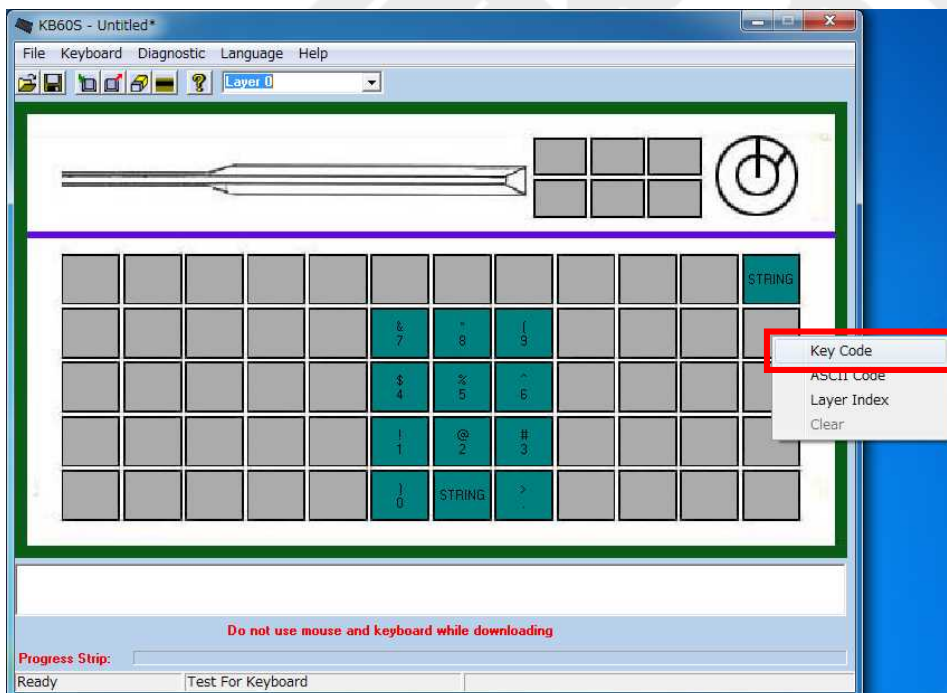 KB60S - Untitled*
File Keyboard Diagnostic Language Help
Layer 0
STRING
& * (
7 8 9
$ % ^
4 5 6
! @ #
1 2 3
) STRING >
0 .
Key Code
ASCII Code
Layer Index
Clear
Do not use mouse and keyboard while downloading
Progress Strip:
Ready Test For Keyboard